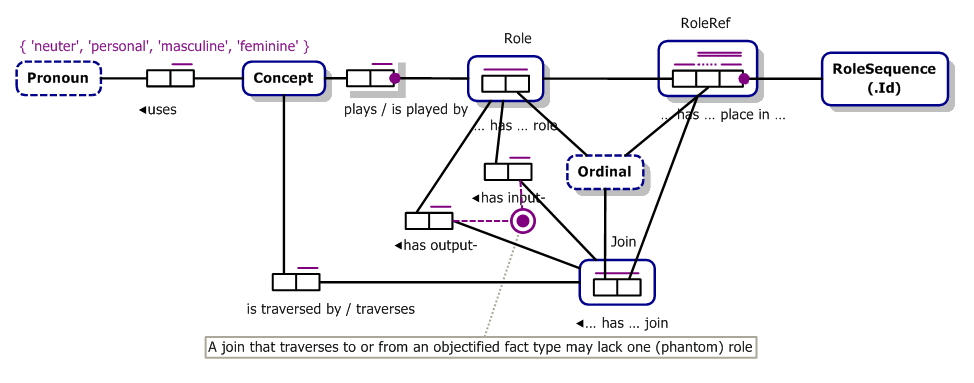 RoleRef
Role
{ 'neuter', 'personal', 'masculine', 'feminine' }
Pronoun
Concept
RoleSequence
(.Id)
◄uses
plays / is played by
... has ... role
... has ... place in ...
Ordinal
◄has input-
◄has output-
Join
is traversed by / traverses
◄... has ... join
A join that traverses to or from an objectified fact type may lack one (phantom) role